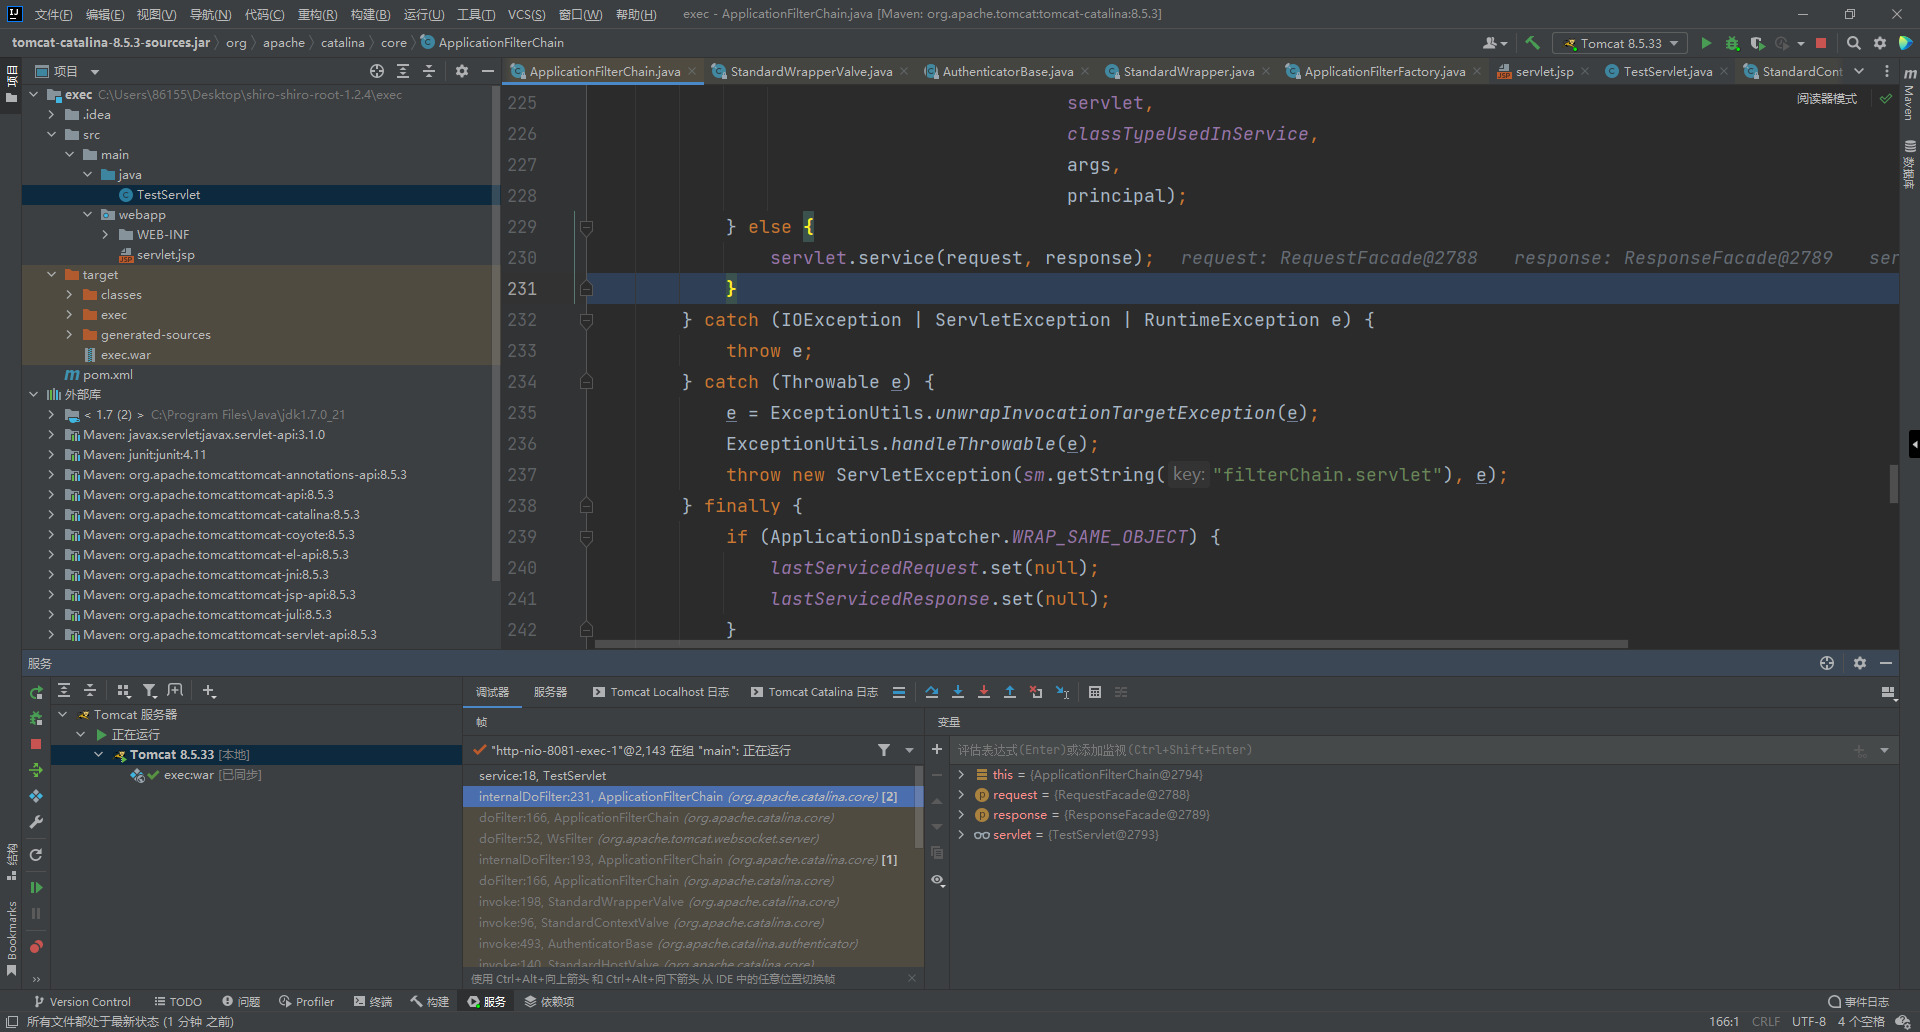 文件(F) 编辑(E) 视图(V) 导航(N) 代码(C) 重构(R) 构建(B) 运行(U) 工具(T) VCS(S) 窗口(W) 帮助(H) exec - ApplicationFilterChain.java [Maven: org.apache.tomcat:tomcat-catalina:8.5.3]
tomcat-catalina-8.5.3-sources.jar org apache catalina core ApplicationFilterChain Tomcat 8.5.33
项目
项目
ApplicationFilterChain.java StandardWrapperValve.java AuthenticatorBase.java StandardWrapper.java ApplicationFilterFactory.java servlet.jsp TestServlet.java StandardCont
Maven
数据库
exec C:\Users\86155\Desktop\shiro-shiro-root-1.2.4\exec
.idea
src
main
java
TestServlet
webapp
WEB-INF
servlet.jsp
target
classes
exec
generated-sources
exec.war
pom.xml
外部库
< 1.7 (2) > C:\Program Files\Java\jdk1.7.0_21
Maven: javax.servlet:javax.servlet-api:3.1.0
Maven: junit:junit:4.11
Maven: org.apache.tomcat:tomcat-annotations-api:8.5.3
Maven: org.apache.tomcat:tomcat-api:8.5.3
Maven: org.apache.tomcat:tomcat-catalina:8.5.3
Maven: org.apache.tomcat:tomcat-coyote:8.5.3
Maven: org.apache.tomcat:tomcat-el-api:8.5.3
Maven: org.apache.tomcat:tomcat-jni:8.5.3
Maven: org.apache.tomcat:tomcat-jsp-api:8.5.3
Maven: org.apache.tomcat:tomcat-juli:8.5.3
Maven: org.apache.tomcat:tomcat-servlet-api:8.5.3
阅读器模式
225 servlet,
226 classTypeUsedInService,
227 args,
228 principal);
229 } else {
230 servlet.service(request, response); request: RequestFacade@2788 response: ResponseFacade@2789 ser
231 }
232 } catch (IOException | ServletException | RuntimeException e) {
233 throw e;
234 } catch (Throwable e) {
235 e = ExceptionUtils.unwrapInvocationTargetException(e);
236 ExceptionUtils.handleThrowable(e);
237 throw new ServletException(sm.getString( key: "filterChain.servlet"), e);
238 } finally {
239 if (ApplicationDispatcher.WRAP_SAME_OBJECT) {
240 lastServicedRequest.set(null);
241 lastServicedResponse.set(null);
242 }
服务
Tomcat 服务器
正在运行
Tomcat 8.5.33 [本地]
exec:war [已同步]
调试器 服务器 Tomcat Localhost 日志 Tomcat Catalina 日志
帧
"http-nio-8081-exec-1"@2,143 在组 "main": 正在运行
service:18, TestServlet
internalDoFilter:231, ApplicationFilterChain (org.apache.catalina.core) [2]
doFilter:166, ApplicationFilterChain (org.apache.catalina.core)
doFilter:52, WsFilter (org.apache.tomcat.websocket.server)
internalDoFilter:193, ApplicationFilterChain (org.apache.catalina.core) [1]
doFilter:166, ApplicationFilterChain (org.apache.catalina.core)
invoke:198, StandardWrapperValve (org.apache.catalina.core)
invoke:96, StandardContextValve (org.apache.catalina.core)
invoke:493, AuthenticatorBase (org.apache.catalina.authenticator)
invoke:140, StandardHostValve (org.apache.catalina.core)
使用 Ctrl+Alt+向上箭头 和 Ctrl+Alt+向下箭头 从 IDE 中的任意位置切换帧
变量
评估表达式(Enter)或添加监视(Ctrl+Shift+Enter)
this = {ApplicationFilterChain@2794}
request = {RequestFacade@2788}
response = {ResponseFacade@2789}
servlet = {TestServlet@2793}
结构
Bookmarks
Version Control TODO 问题 Profiler 终端 构建 服务 依赖项 事件日志
所有文件都处于最新状态 (1 分钟 之前) 166:1 CRLF UTF-8 4 个空格